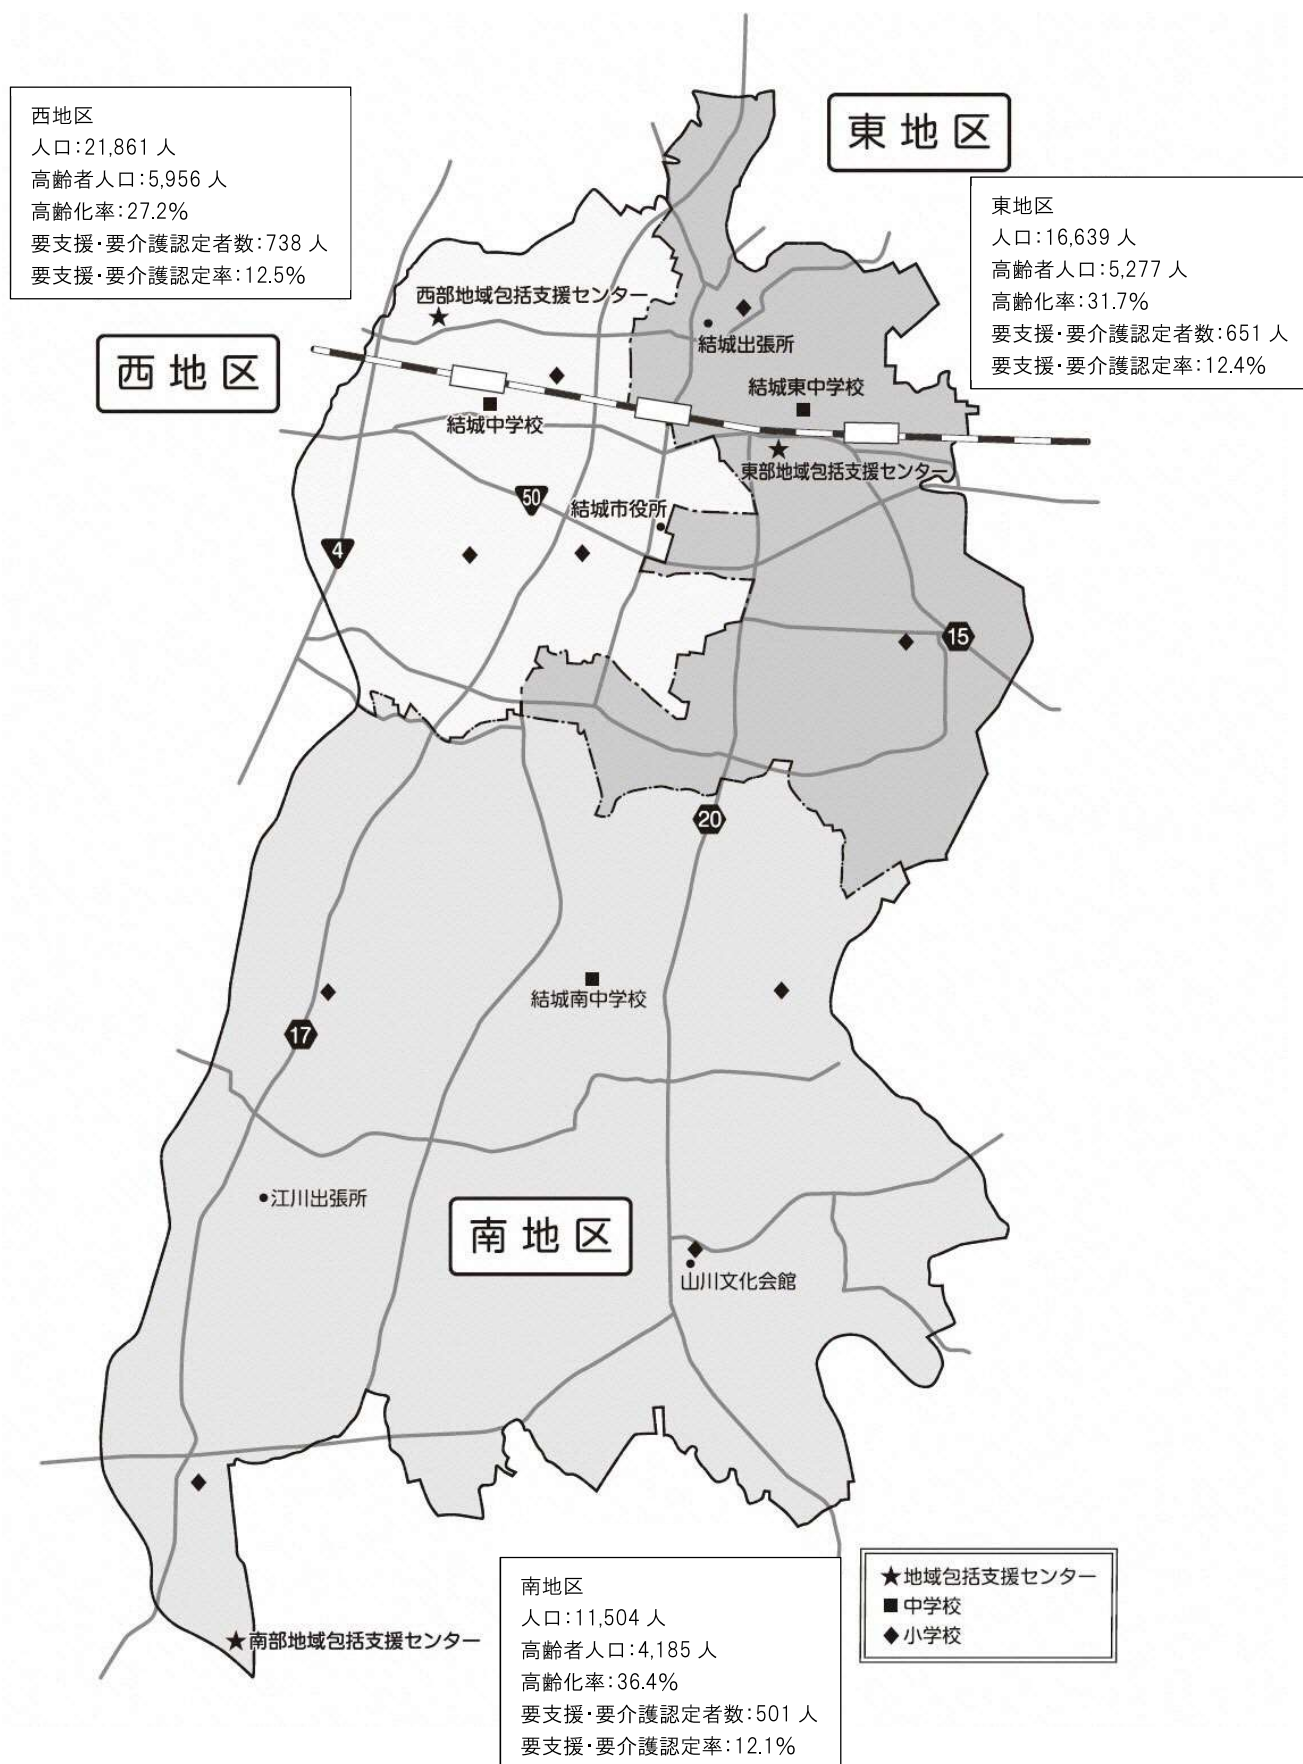 東地区
西地区
人口:21,861 人
高齢者人口:5,956 人
高齢化率:27.2%
要支援・要介護認定者数:738 人
要支援・要介護認定率:12.5%
東地区
人口:16,639 人
高齢者人口:5,277 人
高齢化率:31.7%
要支援・要介護認定者数:651 人
要支援・要介護認定率:12.4%
西部地域包括支援センター
結城出張所
西地区
結城東中学校
結城中学校
東部地域包括支援センター
50
結城市役所
4
15
20
結城南中学校
17
江川出張所
南地区
山川文化会館
南部地域包括支援センター
南地区
人口:11,504 人
高齢者人口:4,185 人
高齢化率:36.4%
要支援・要介護認定者数:501 人
要支援・要介護認定率:12.1%
★地域包括支援センター
■中学校
◆小学校